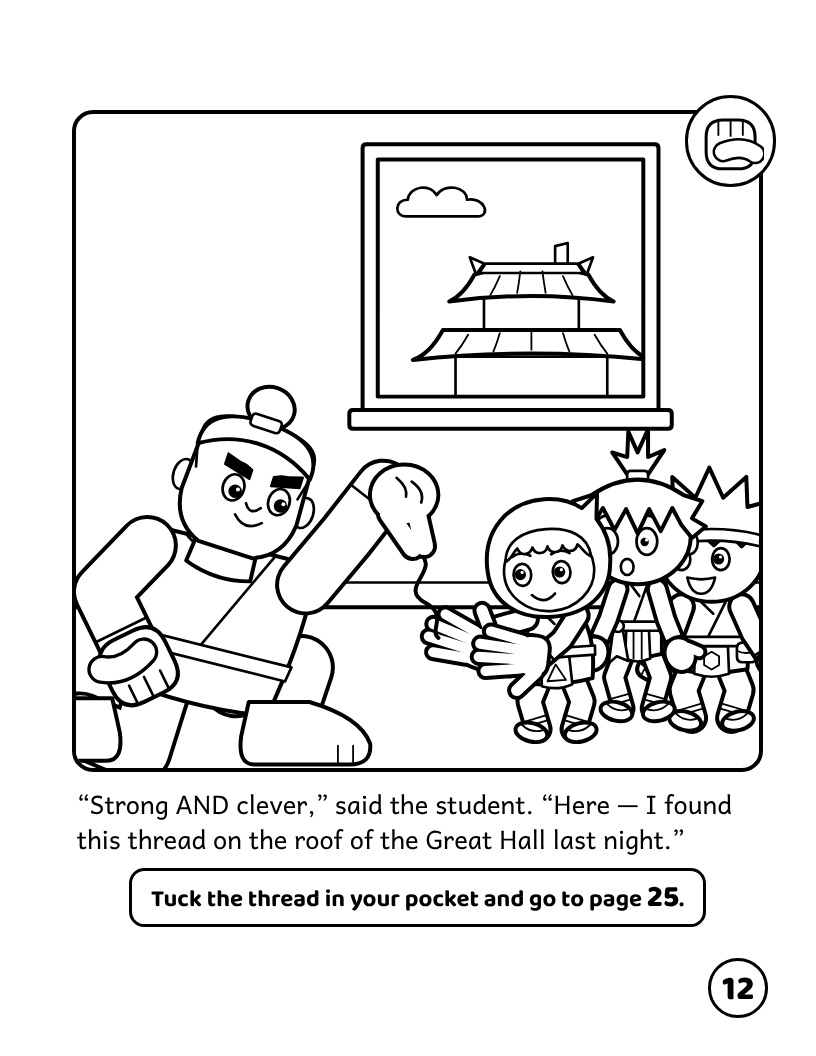 “Strong AND clever,” said the student. “Here — I found
this thread on the roof of the Great Hall last night.”
Tuck the thread in your pocket and go to page 25.
12